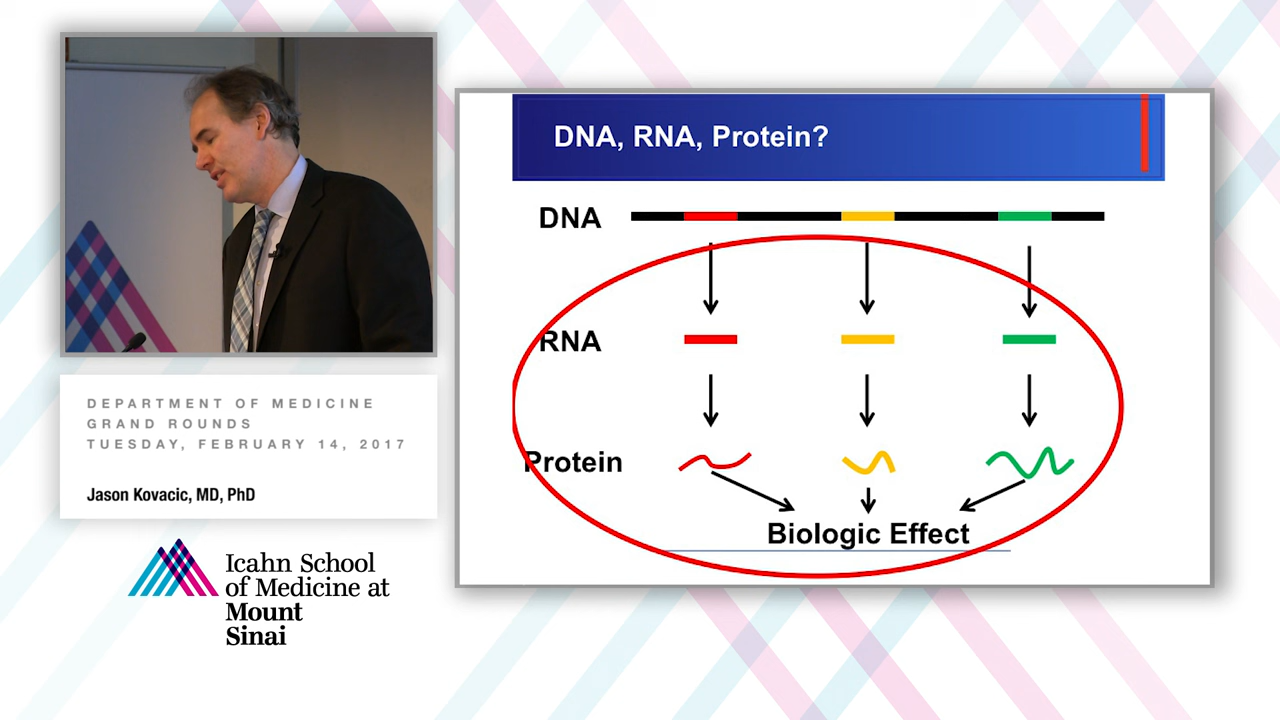 DEPARTMENT OF MEDICINE
GRAND ROUNDS
TUESDAY, FEBRUARY 14, 2017
Jason Kovacic, MD, PhD
Icahn School
of Medicine at
Mount
Sinai
DNA, RNA, Protein?
DNA
RNA
Protein
Biologic Effect